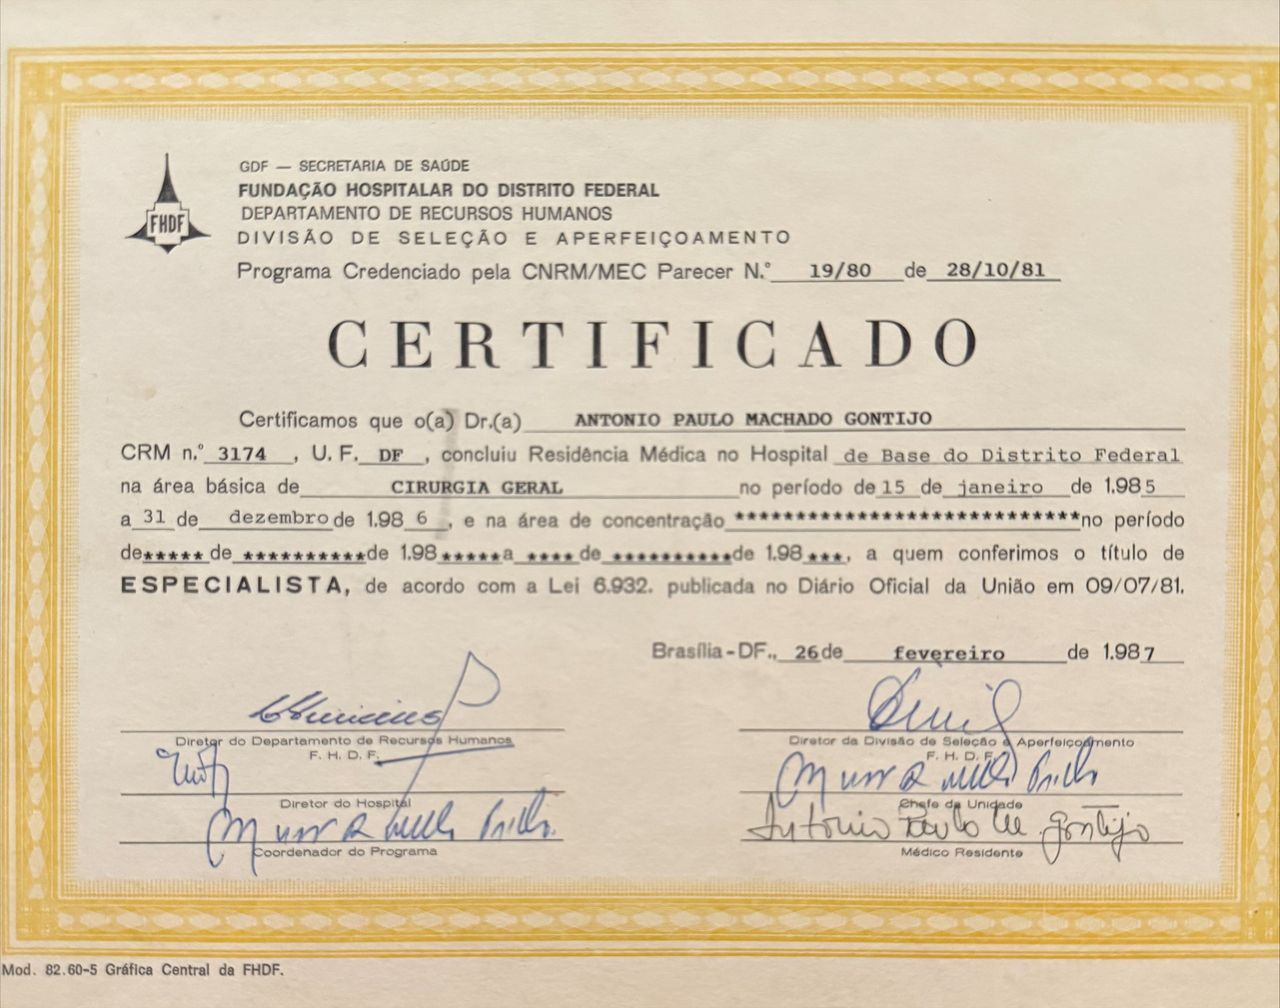 GDF — SECRETARIA DE SAÚDE
FUNDAÇÃO HOSPITALAR DO DISTRITO FEDERAL
FHDF
DEPARTAMENTO DE RECURSOS HUMANOS
DIVISÃO DE SELEÇÃO E APERFEIÇOAMENTO
Programa Credenciado pela CNRM/MEC Parecer N.° 19/80 de 28/10/81
CERTIFICADO
Certificamos que o(a) Dr.(a) ANTONIO PAULO MACHADO GONTIJO
CRM n.° 3174, U. F. DF, concluiu Residência Médica no Hospital de Base do Distrito Federal
na área básica de CIRURGIA GERAL no período de 15 de janeiro de 1.985
a 31 de dezembro de 1.98 6, e na área de concentração ****************************no período
de***** de **********de 1.98 *****a ****de **********de 1.98 ***, a quem conferimos o título de
ESPECIALISTA, de acordo com a Lei 6.932. publicada no Diário Oficial da União em 09/07/81.
Brasília-DF., 26 de fevereiro de 1.987
Diretor do Departamento de Recursos Humanos
F. H. D. F.
Diretor da Divisão de Seleção e Aperfeiçoamento
F. H. D. F.
Diretor do Hospital
Chefe da Unidade
Coordenador do Programa
Antonio Paulo M. Gontijo
Médico Residente
Mod. 82.60-5 Gráfica Central da FHDF.